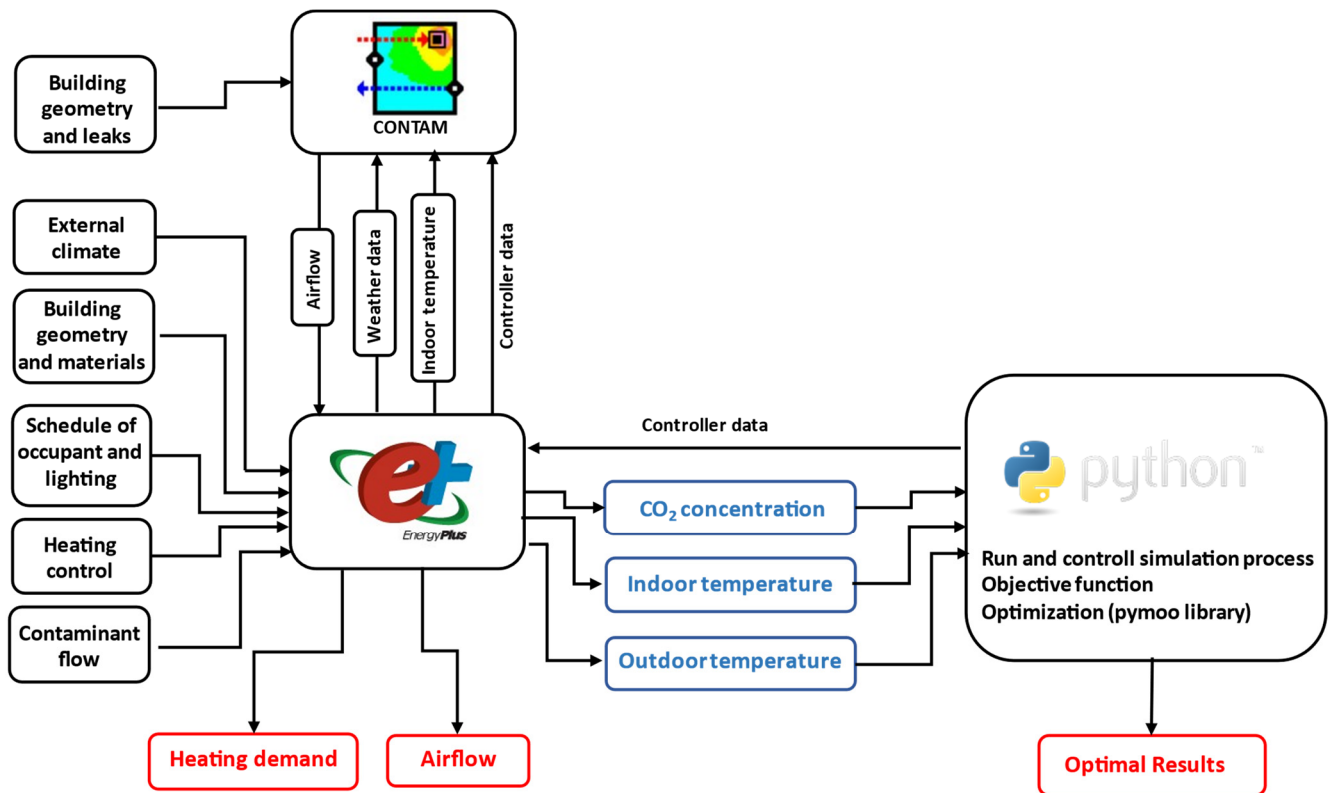 Building
geometry
and leaks
CONTAM
External
climate
Building
geometry
and materials
Schedule of
occupant and
lighting
Heating
control
Contaminant
flow
Airflow
Weather data
Indoor temperature
Controller data
e+
EnergyPlus
Controller data
CO₂ concentration
Indoor temperature
Outdoor temperature
python™
Run and controll simulation process
Objective function
Optimization (pymoo library)
Heating demand
Airflow
Optimal Results